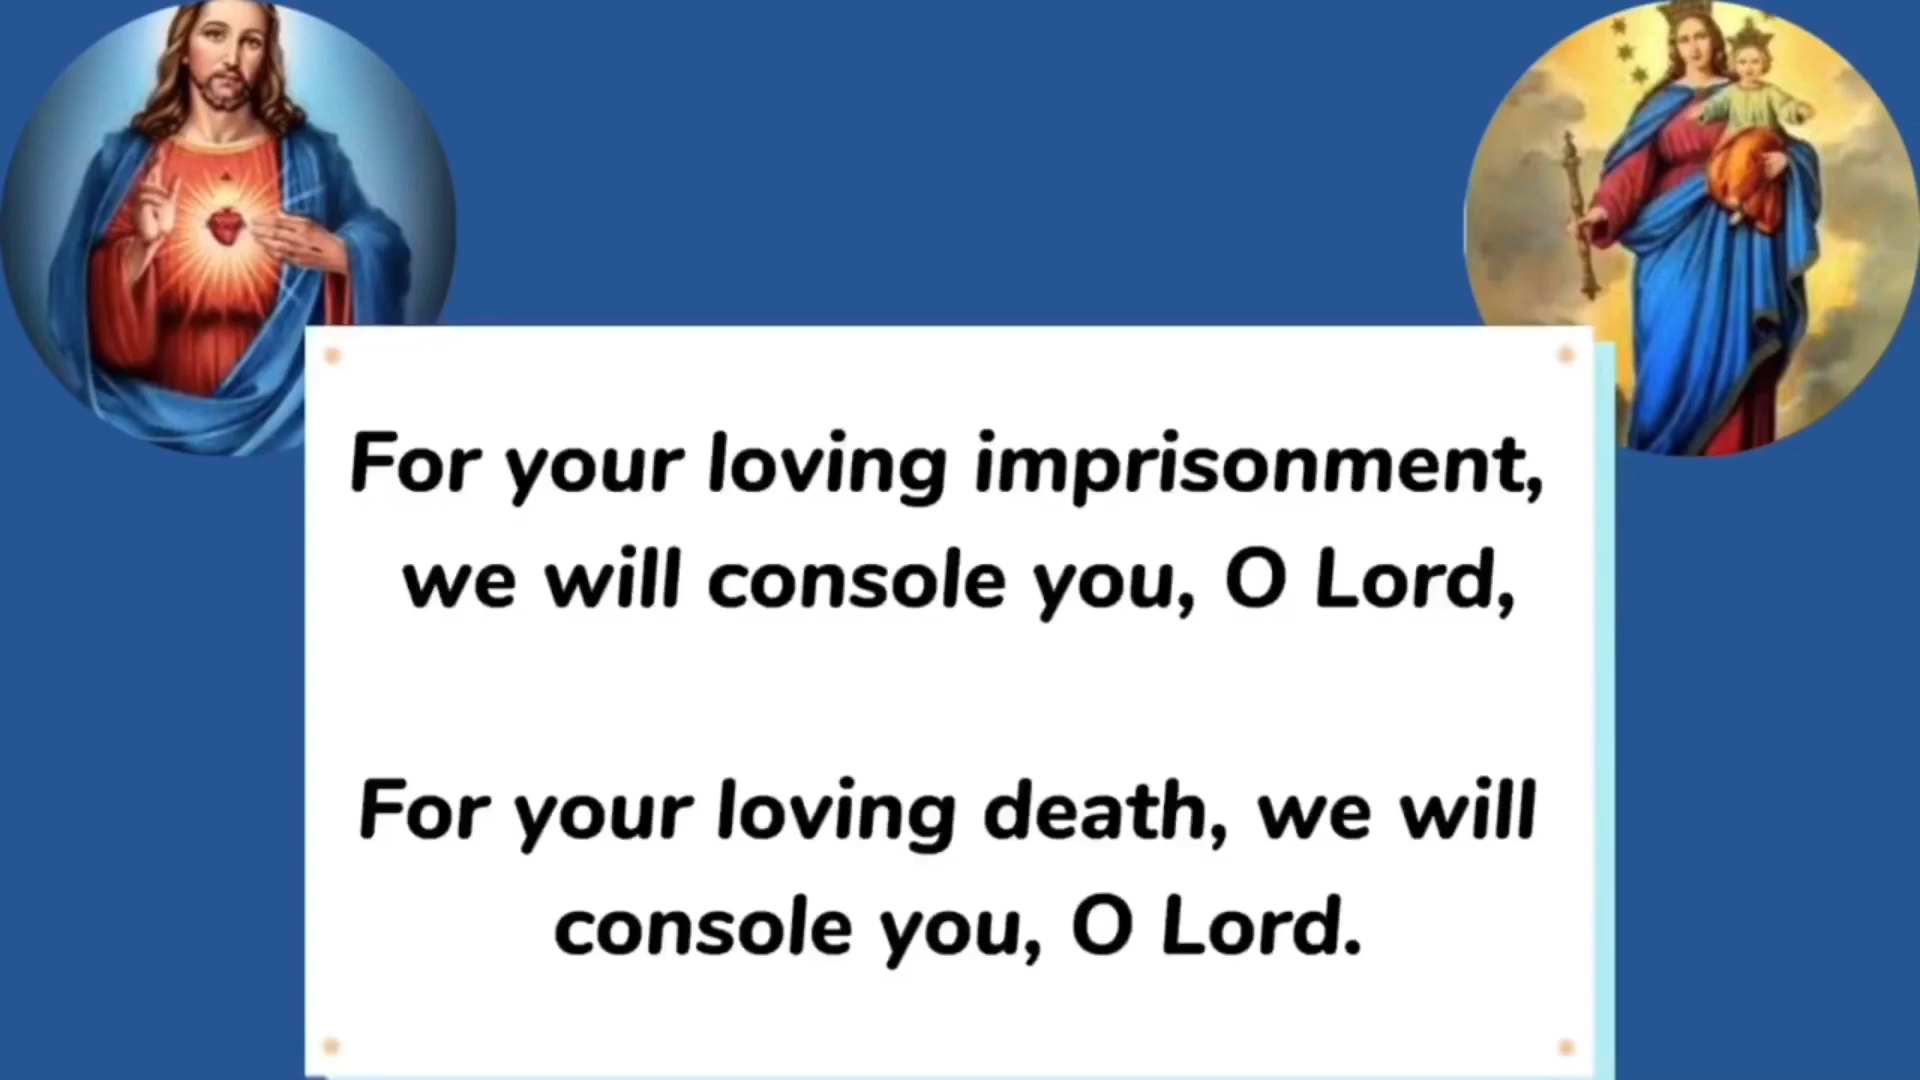 For your loving imprisonment,
we will console you, O Lord,
For your loving death, we will
console you, O Lord.